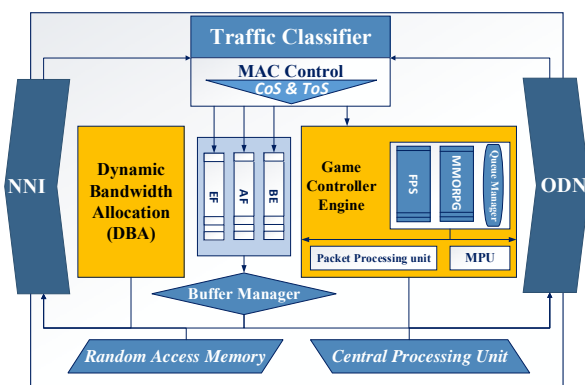 Traffic Classifier
MAC Control
CoS & ToS
NNI
Dynamic
Bandwidth
Allocation
(DBA)
EF
AF
BE
Game
Controller
Engine
FPS
MMORPG
Queue Manager
ODN
Packet Processing unit
MPU
Buffer Manager
Random Access Memory
Central Processing Unit